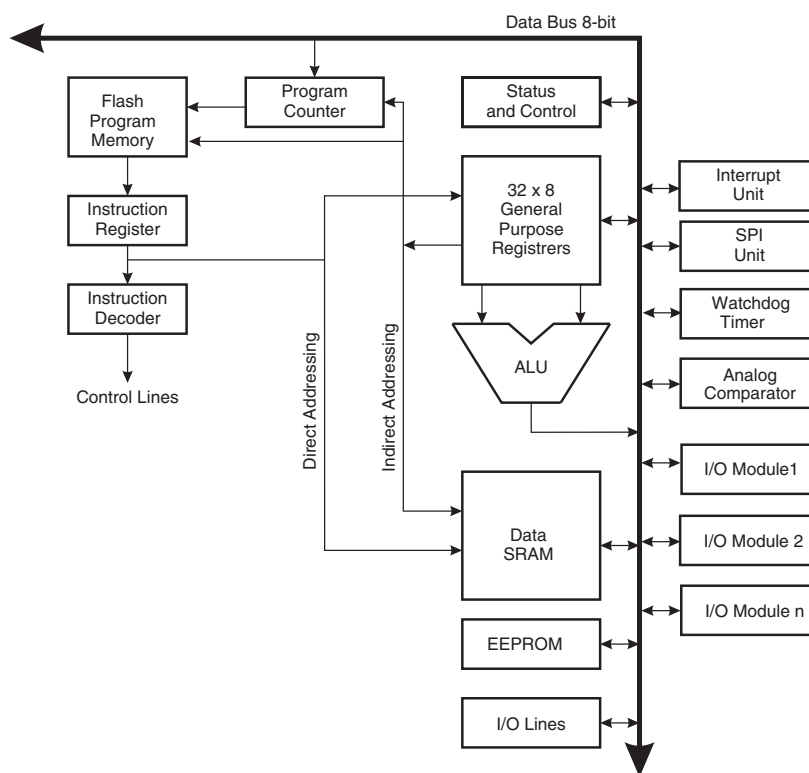 Data Bus 8-bit
Flash
Program
Memory
Program
Counter
Status
and Control
32 x 8
General
Purpose
Registrers
Interrupt
Unit
Instruction
Register
SPI
Unit
Instruction
Decoder
Watchdog
Timer
ALU
Analog
Comparator
Control Lines
Direct Addressing
Indirect Addressing
I/O Module1
Data
SRAM
I/O Module 2
I/O Module n
EEPROM
I/O Lines